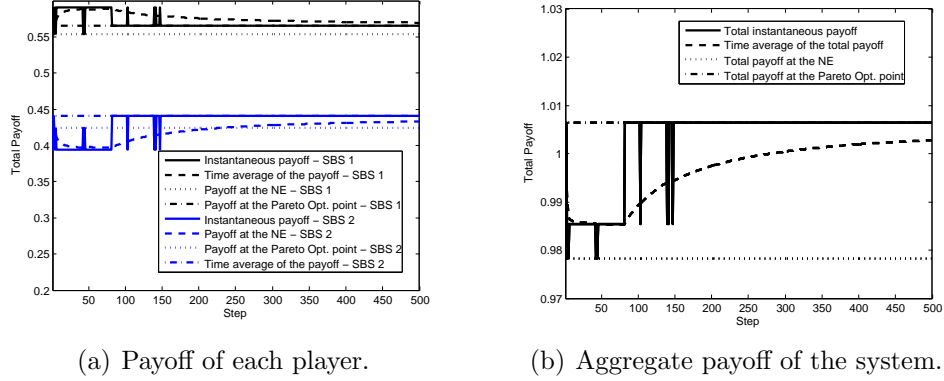 0.55
0.5
0.45
0.4
0.35
0.3
0.25
0.2
Total Payoff
Instantaneous payoff – SBS 1
Time average of the payoff – SBS 1
Payoff at the NE – SBS 1
Payoff at the Pareto Opt. point – SBS 1
Instantaneous payoff – SBS 2
Payoff at the NE – SBS 2
Payoff at the Pareto Opt. point – SBS 2
Time average of the payoff – SBS 2
50 100 150 200 250 300 350 400 450 500
Step
(a) Payoff of each player.
1.03
1.02
1.01
1
0.99
0.98
0.97
Total Payoff
Total instantaneous payoff
Time average of the total payoff
Total payoff at the NE
Total payoff at the Pareto Opt. point
50 100 150 200 250 300 350 400 450 500
Step
(b) Aggregate payoff of the system.